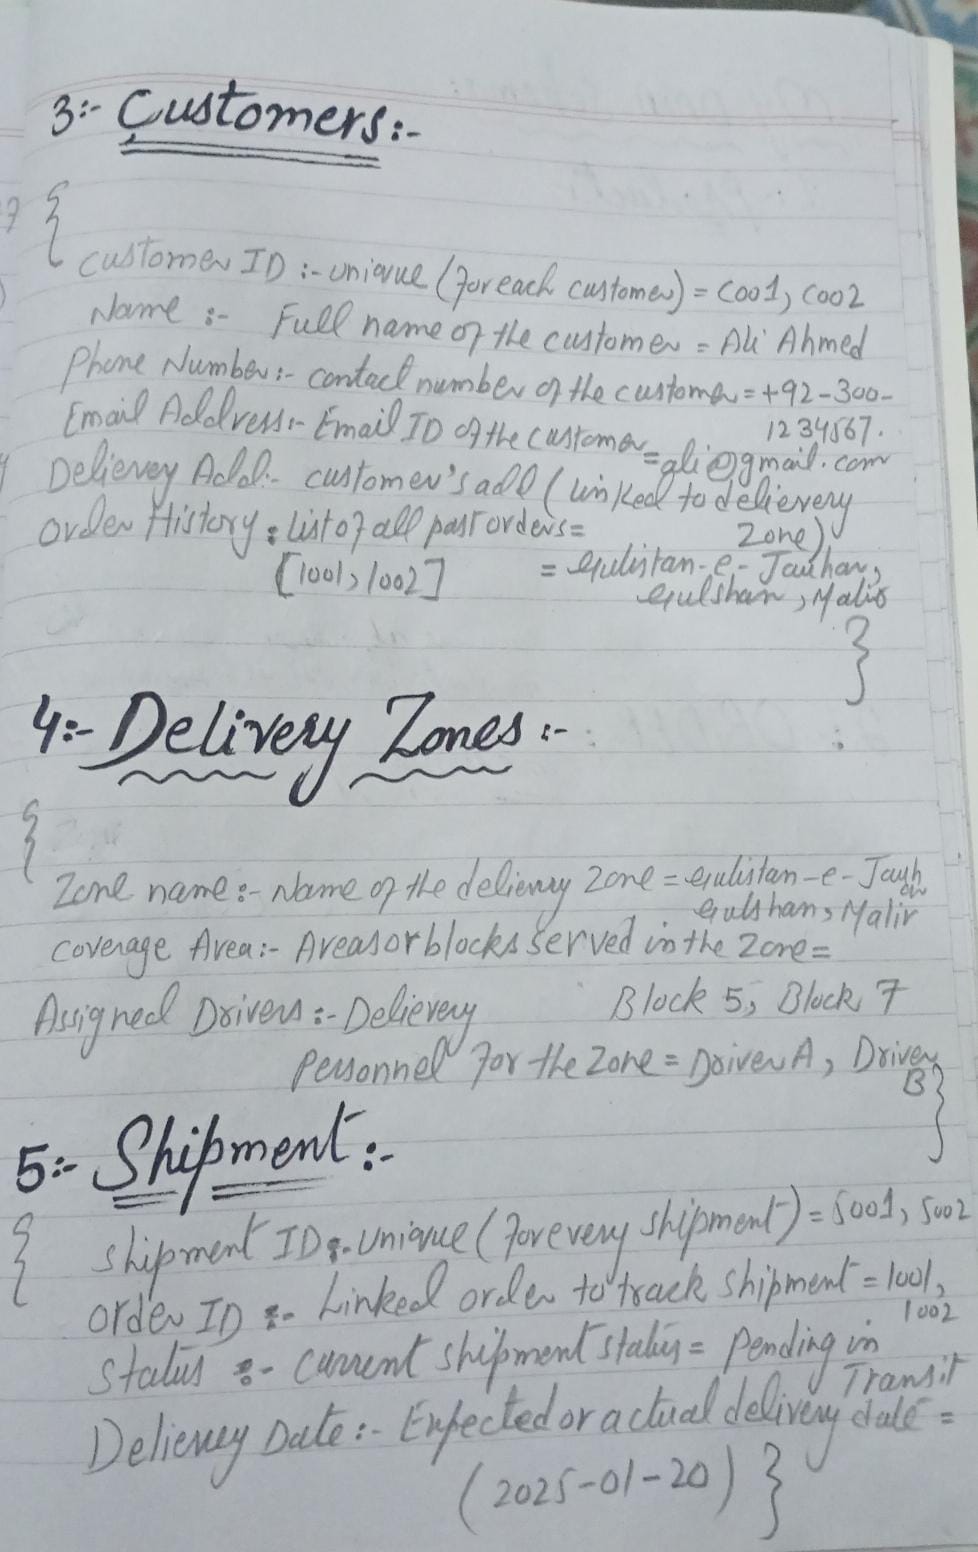 3:- Customers:-
{
Customer ID :- unique (for each customer) = C001, C002
Name :- Full name of the customer = Ali Ahmed
Phone Number:- contact number of the customer = +92-300-
1234567.
Email Address:- Email ID of the customer = ali@gmail.com
Delievey Add:- customer's add (linked to delievery
Zone)
Order History : list of all past orders =
[1001, 1002]
= Gulistan-e-Jauhar,
Gulshan, Malir
}
4:- Delivery Zones :-
{
Zone name :- Name of the delievery Zone = Gulistan-e-Jauhar
Gulshan, Malir
Coverage Area:- Areas or blocks served in the Zone =
Block 5, Block 7
Assigned Drivers :- Delievery
Personnel for the Zone = Driver A, Driver
B}
5:- Shipment :-
{
Shipment ID :- Unique (for every shipment) = S001, S002
Order ID :- Linked order to track shipment = 1001,
1002
Status :- Current shipment status = Pending in
Transit
Delievey Date :- Expected or actual delivery date =
(2025-01-20) }